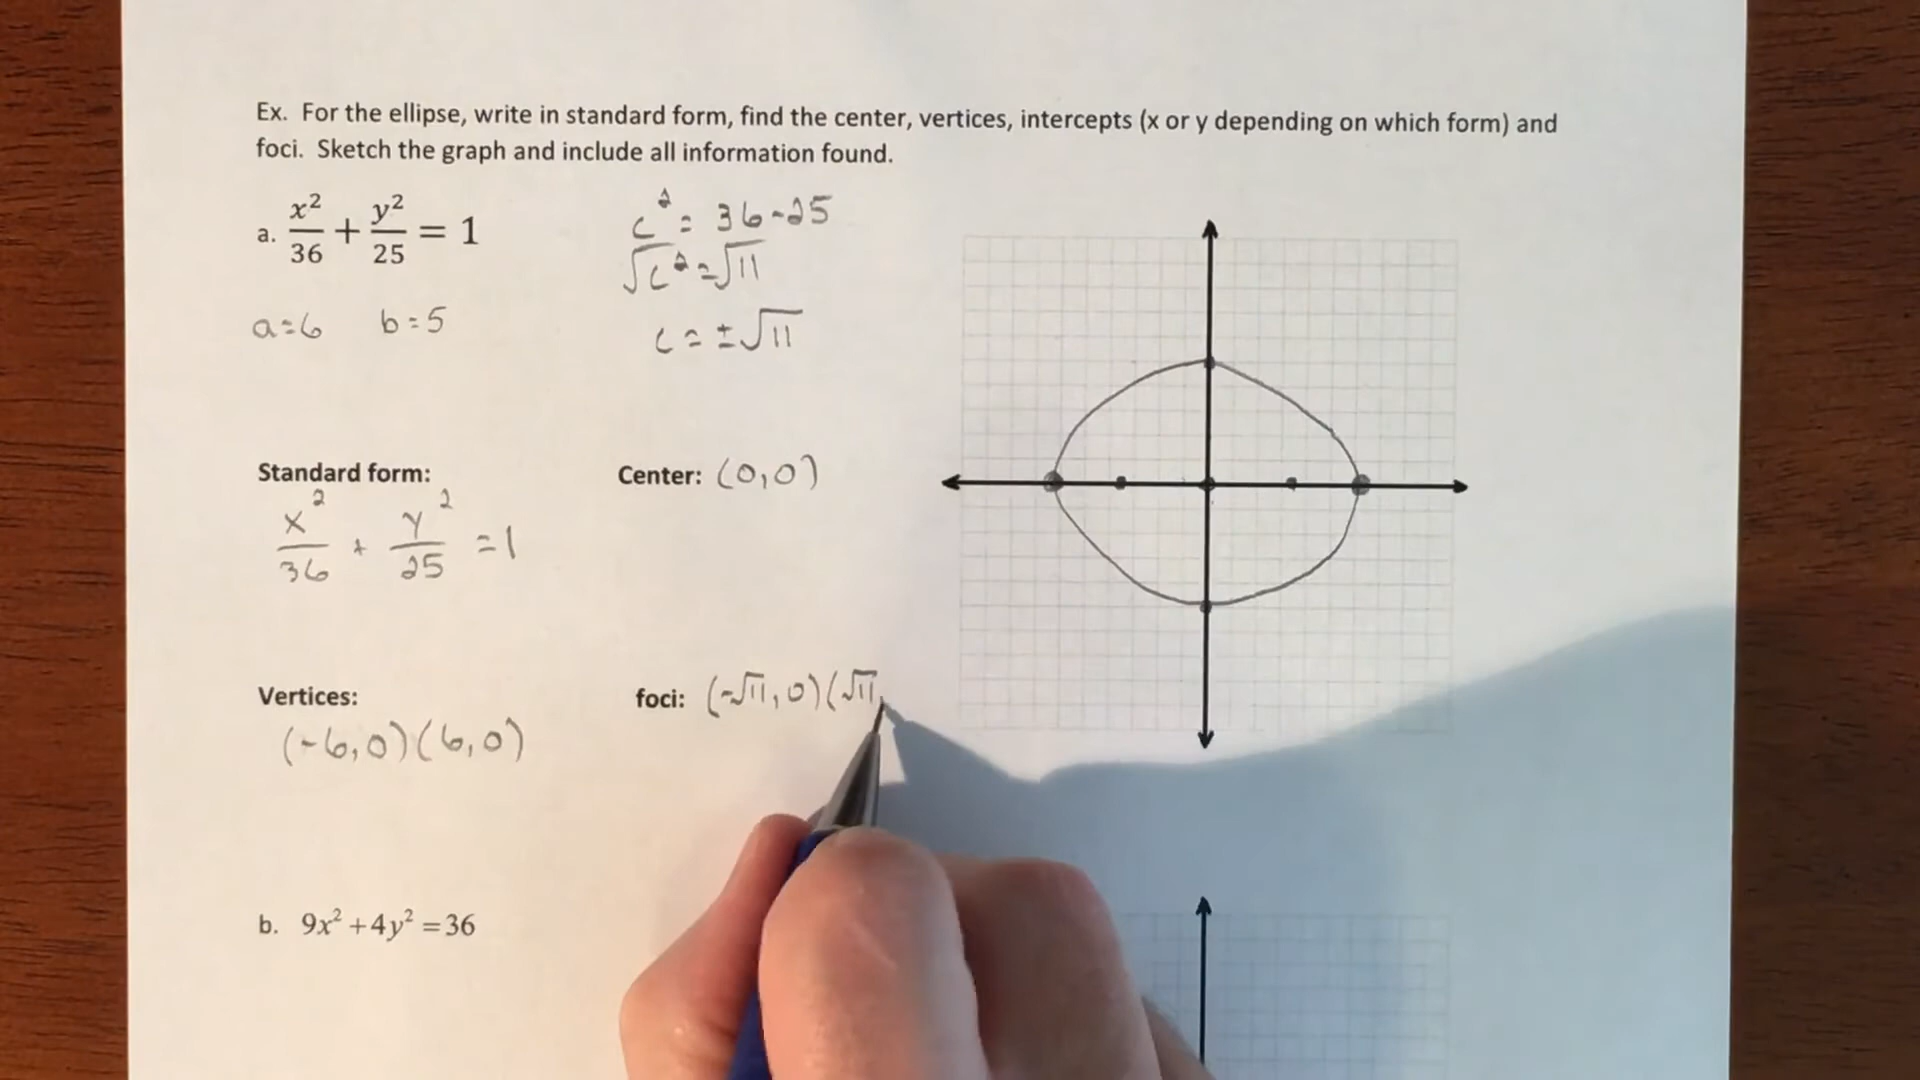 Ex. For the ellipse, write in standard form, find the center, vertices, intercepts (x or y depending on which form) and
foci. Sketch the graph and include all information found.
a. x²/36 + y²/25 = 1
c² = 36-25
√c² = √11
a=6 b=5
c = ±√11
Standard form:
x²/36 + y²/25 = 1
Center: (0,0)
Vertices:
(-6,0)(6,0)
foci: (-√11,0)(√11,
b. 9x² +4y² =36